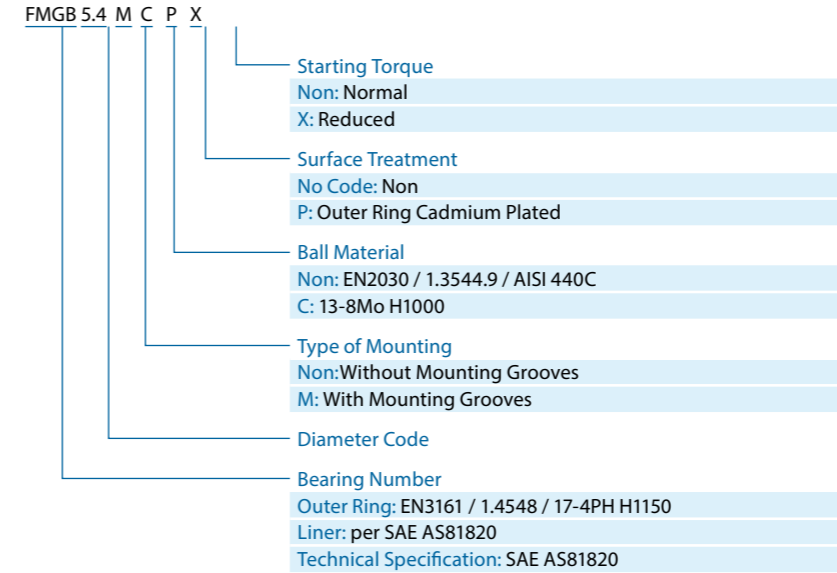 FMGB 5.4 M C P X
Starting Torque
Non: Normal
X: Reduced
Surface Treatment
No Code: Non
P: Outer Ring Cadmium Plated
Ball Material
Non: EN2030 / 1.3544.9 / AISI 440C
C: 13-8Mo H1000
Type of Mounting
Non:Without Mounting Grooves
M: With Mounting Grooves
Diameter Code
Bearing Number
Outer Ring: EN3161 / 1.4548 / 17-4PH H1150
Liner: per SAE AS81820
Technical Specification: SAE AS81820